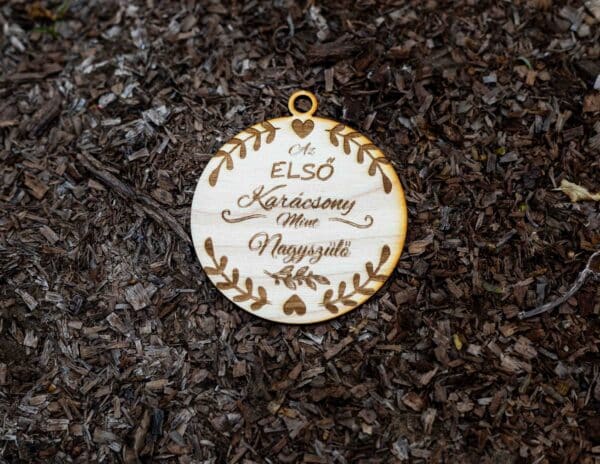 Az
ELSŐ
Karácsony
Mint
Nagyszülő